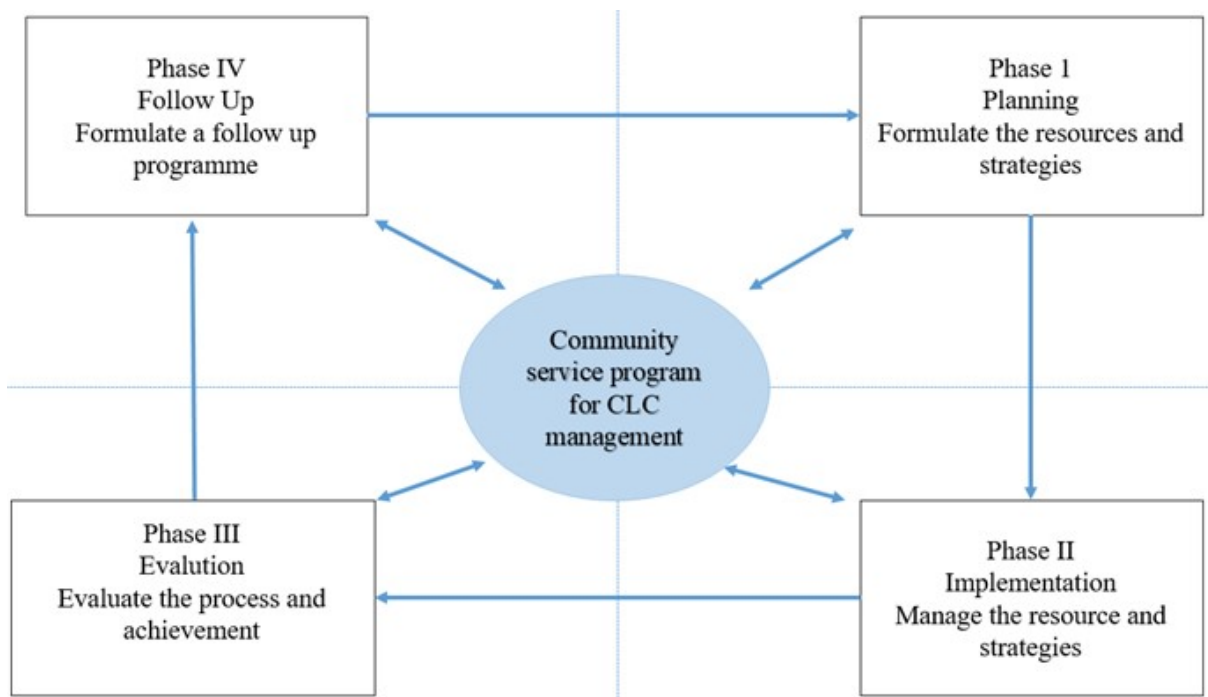 Phase IV
Follow Up
Formulate a follow up
programme
Phase 1
Planning
Formulate the resources and
strategies
Community
service program
for CLC
management
Phase III
Evalution
Evaluate the process and
achievement
Phase II
Implementation
Manage the resource and
strategies